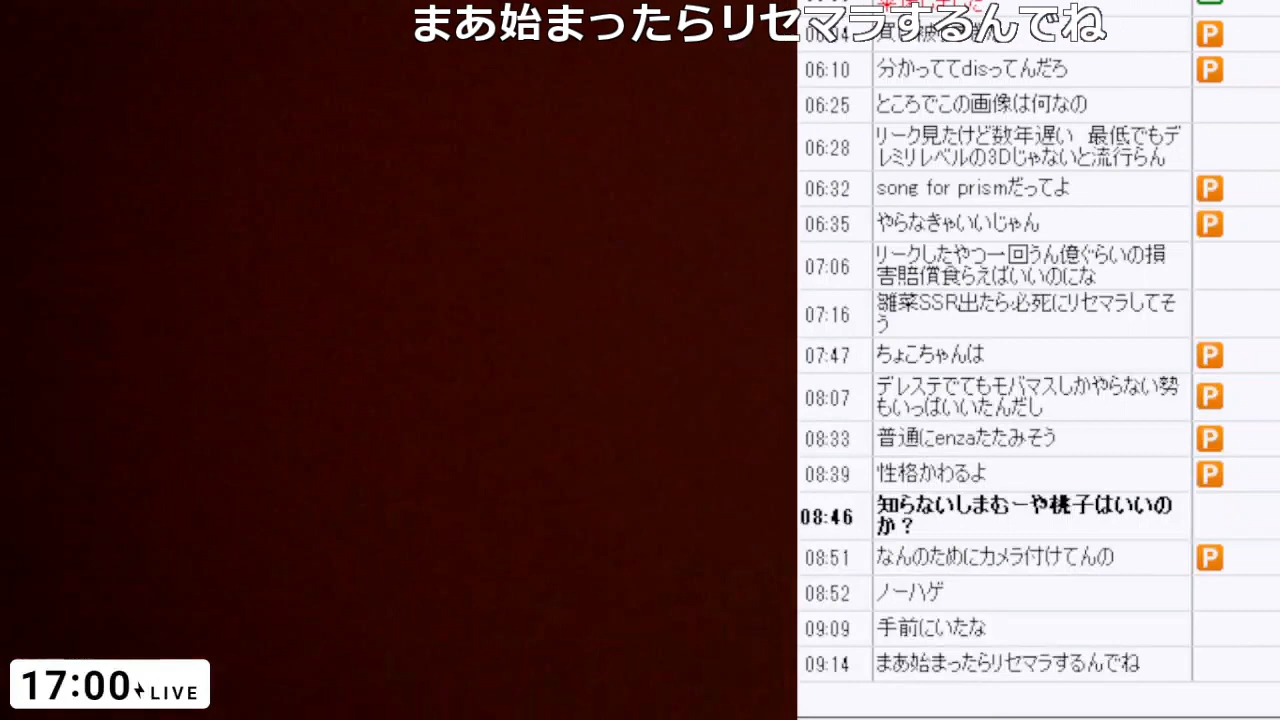 まあ始まったらリセマラするんでね
06:10 分かっててdisってんだろ P
06:25 ところでこの画像は何なの
06:28 リーク見たけど数年遅い 最低でもデ
レミリレベルの3Dじゃないと流行らん
06:32 song for prismだってよ P
06:35 やらなきゃいいじゃん P
07:06 リークしたやつ一回うん億ぐらいの損
害賠償食らえばいいのにな
07:16 雛菜SSR出たら必死にリセマラしてそ
う
07:47 ちょこちゃんは P
08:07 デレステでてもモバマスしかやらない勢 P
もいっぱいいたんだし
08:33 普通にenzaたたみそう P
08:39 性格かわるよ P
08:46 知らないしまむーや桃子はいいの
か？
08:51 なんのためにカメラ付けてんの P
08:52 ノーハゲ
09:09 手前にいたな
09:14 まあ始まったらリセマラするんでね
17:00 LIVE